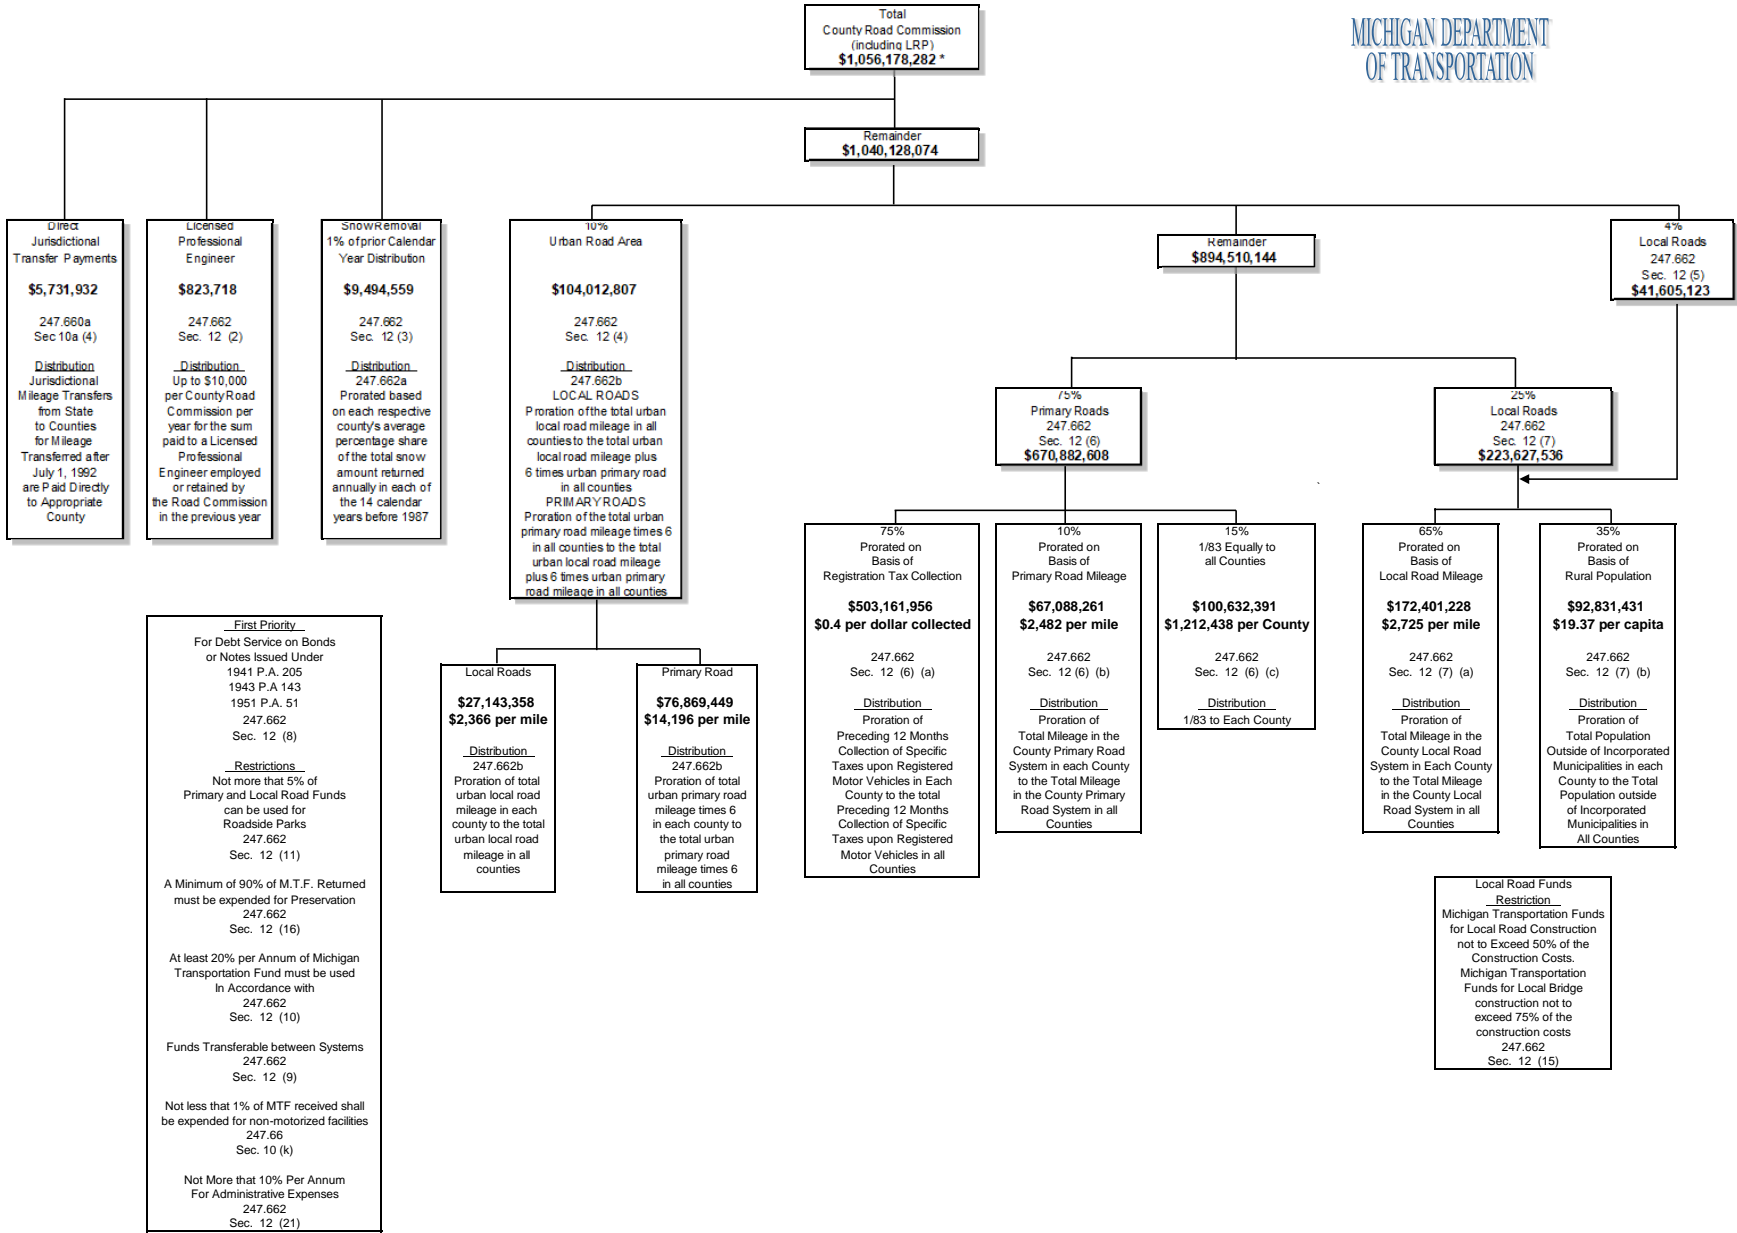 Total
County Road Commission
(including LRP)
$1,056,178,282 *
MICHIGAN DEPARTMENT
OF TRANSPORTATION
Remainder
$1,040,128,074
Direct
Jurisdictional
Transfer Payments
$5,731,932
247.660a
Sec 10a (4)
Distribution
Jurisdictional
Mileage Transfers
from State
to Counties
for Mileage
Transferred after
July 1, 1992
are Paid Directly
to Appropriate
County
Licensed
Professional
Engineer
$823,718
247.662
Sec. 12 (2)
Distribution
Up to $10,000
per County Road
Commission per
year for the sum
paid to a Licensed
Professional
Engineer employed
or retained by
the Road Commission
in the previous year
Snow Removal
1% of prior Calendar
Year Distribution
$9,494,559
247.662
Sec. 12 (3)
Distribution
247.662a
Prorated based
on each respective
county's average
percentage share
of the total snow
amount returned
annually in each of
the 14 calendar
years before 1987
10%
Urban Road Area
$104,012,807
247.662
Sec. 12 (4)
Distribution
247.662b
LOCAL ROADS
Proration of the total urban
local road mileage in all
counties to the total urban
local road mileage plus
6 times urban primary road
in all counties
PRIMARY ROADS
Proration of the total urban
primary road mileage times 6
in all counties to the total
urban local road mileage
plus 6 times urban primary
road mileage in all counties
Remainder
$894,510,144
4%
Local Roads
247.662
Sec. 12 (5)
$41,605,123
75%
Primary Roads
247.662
Sec. 12 (6)
$670,882,608
25%
Local Roads
247.662
Sec. 12 (7)
$223,627,536
75%
Prorated on
Basis of
Registration Tax Collection
$503,161,956
$0.4 per dollar collected
247.662
Sec. 12 (6) (a)
Distribution
Proration of
Preceding 12 Months
Collection of Specific
Taxes upon Registered
Motor Vehicles in Each
County to the total
Preceding 12 Months
Collection of Specific
Taxes upon Registered
Motor Vehicles in all
Counties
10%
Prorated on
Basis of
Primary Road Mileage
$67,088,261
$2,482 per mile
247.662
Sec. 12 (6) (b)
Distribution
Proration of
Total Mileage in the
County Primary Road
System in each County
to the Total Mileage
in the County Primary
Road System in all
Counties
15%
1/83 Equally to
all Counties
$100,632,391
$1,212,438 per County
247.662
Sec. 12 (6) (c)
Distribution
1/83 to Each County
65%
Prorated on
Basis of
Local Road Mileage
$172,401,228
$2,725 per mile
247.662
Sec. 12 (7) (a)
Distribution
Proration of
Total Mileage in the
County Local Road
System in Each County
to the Total Mileage
in the County Local
Road System in all
Counties
35%
Prorated on
Basis of
Rural Population
$92,831,431
$19.37 per capita
247.662
Sec. 12 (7) (b)
Distribution
Proration of
Total Population
Outside of Incorporated
Municipalities in each
County to the Total
Population outside
of Incorporated
Municipalities in
All Counties
First Priority
For Debt Service on Bonds
or Notes Issued Under
1941 P.A. 205
1943 P.A 143
1951 P.A. 51
247.662
Sec. 12 (8)
Restrictions
Not more that 5% of
Primary and Local Road Funds
can be used for
Roadside Parks
247.662
Sec. 12 (11)
A Minimum of 90% of M.T.F. Returned
must be expended for Preservation
247.662
Sec. 12 (16)
At least 20% per Annum of Michigan
Transportation Fund must be used
In Accordance with
247.662
Sec. 12 (10)
Funds Transferable between Systems
247.662
Sec. 12 (9)
Not less that 1% of MTF received shall
be expended for non-motorized facilities
247.66
Sec. 10 (k)
Not More that 10% Per Annum
For Administrative Expenses
247.662
Sec. 12 (21)
Local Roads
$27,143,358
$2,366 per mile
Distribution
247.662b
Proration of total
urban local road
mileage in each
county to the total
urban local road
mileage in all
counties
Primary Road
$76,869,449
$14,196 per mile
Distribution
247.662b
Proration of total
urban primary road
mileage times 6
in each county to
the total urban
primary road
mileage times 6
in all counties
Local Road Funds
Restriction
Michigan Transportation Funds
for Local Road Construction
not to Exceed 50% of the
Construction Costs.
Michigan Transportation
Funds for Local Bridge
construction not to
exceed 75% of the
construction costs
247.662
Sec. 12 (15)